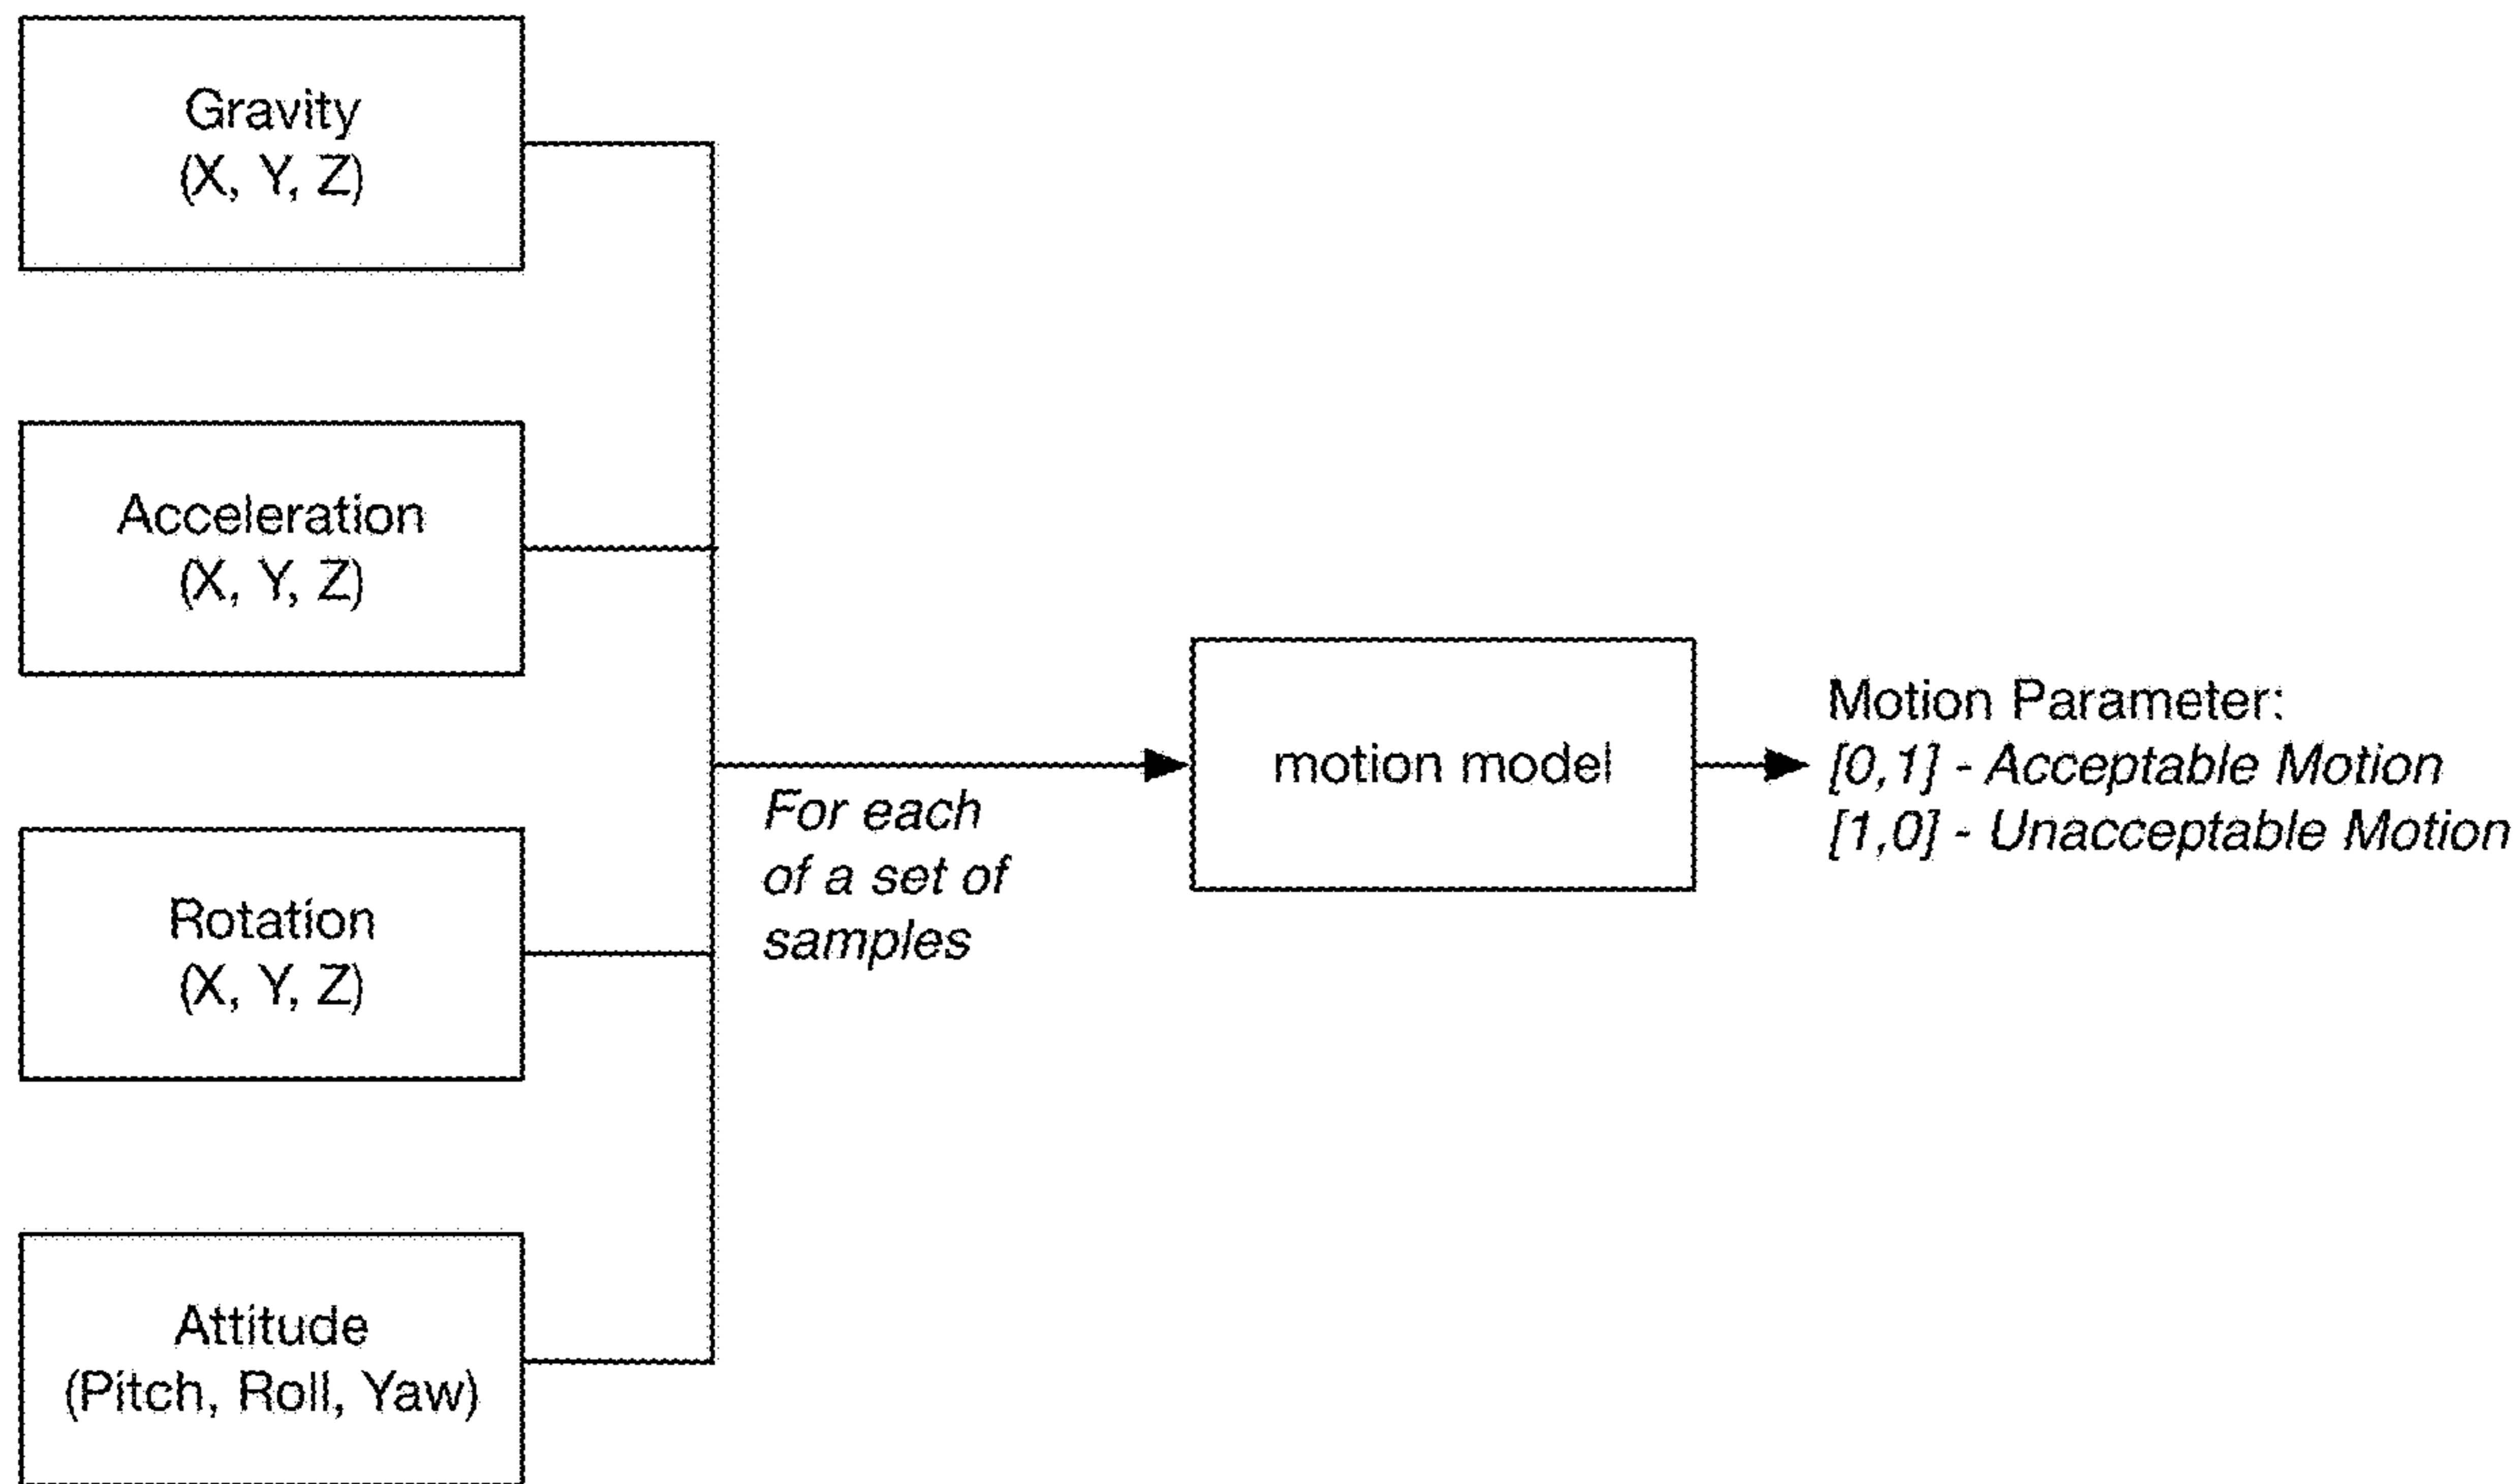 Gravity
(X, Y, Z)
Acceleration
(X, Y, Z)
Rotation
(X, Y, Z)
Attitude
(Pitch, Roll, Yaw)
For each
of a set of
samples
motion model
Motion Parameter:
[0,1] - Acceptable Motion
[1,0] - Unacceptable Motion